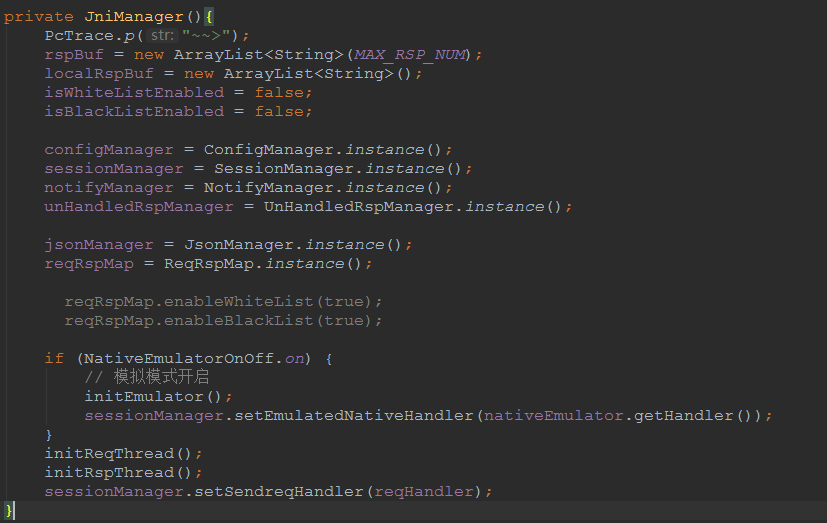 private JniManager(){
PcTrace.p( str: "~~>");
rspBuf = new ArrayList<String>(MAX_RSP_NUM);
localRspBuf = new ArrayList<String>();
isWhiteListEnabled = false;
isBlackListEnabled = false;
configManager = ConfigManager.instance();
sessionManager = SessionManager.instance();
notifyManager = NotifyManager.instance();
unHandledRspManager = UnHandledRspManager.instance();
jsonManager = JsonManager.instance();
reqRspMap = ReqRspMap.instance();
reqRspMap.enableWhiteList(true);
reqRspMap.enableBlackList(true);
if (NativeEmulatorOnOff.on) {
// 模拟模式开启
initEmulator();
sessionManager.setEmulatedNativeHandler(nativeEmulator.getHandler());
}
initReqThread();
initRspThread();
sessionManager.setSendreqHandler(reqHandler);
}